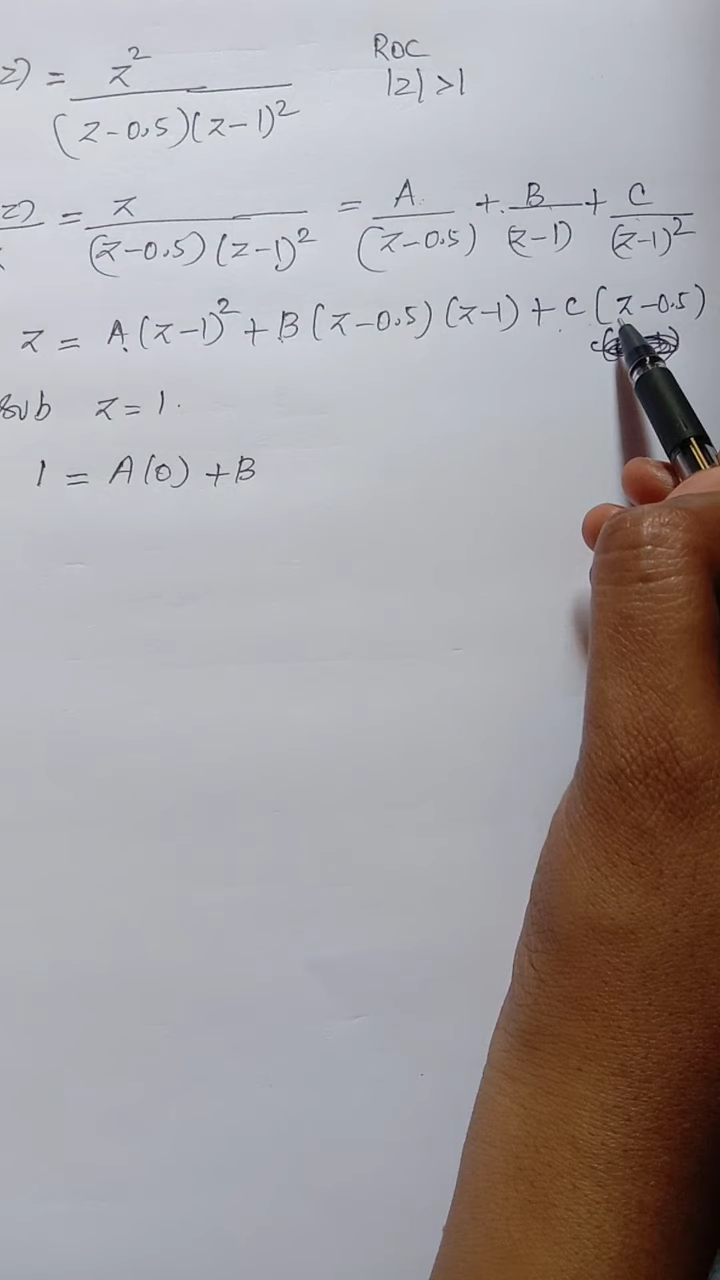 z) = z² / (z-0.5)(z-1)² ROC |z| > 1
z) = z / (z-0.5)(z-1)² = A / (z-0.5) + B / (z-1) + C / (z-1)²
z = A(z-1)² + B(z-0.5)(z-1) + C(z-0.5)
sub z = 1.
1 = A(0) + B